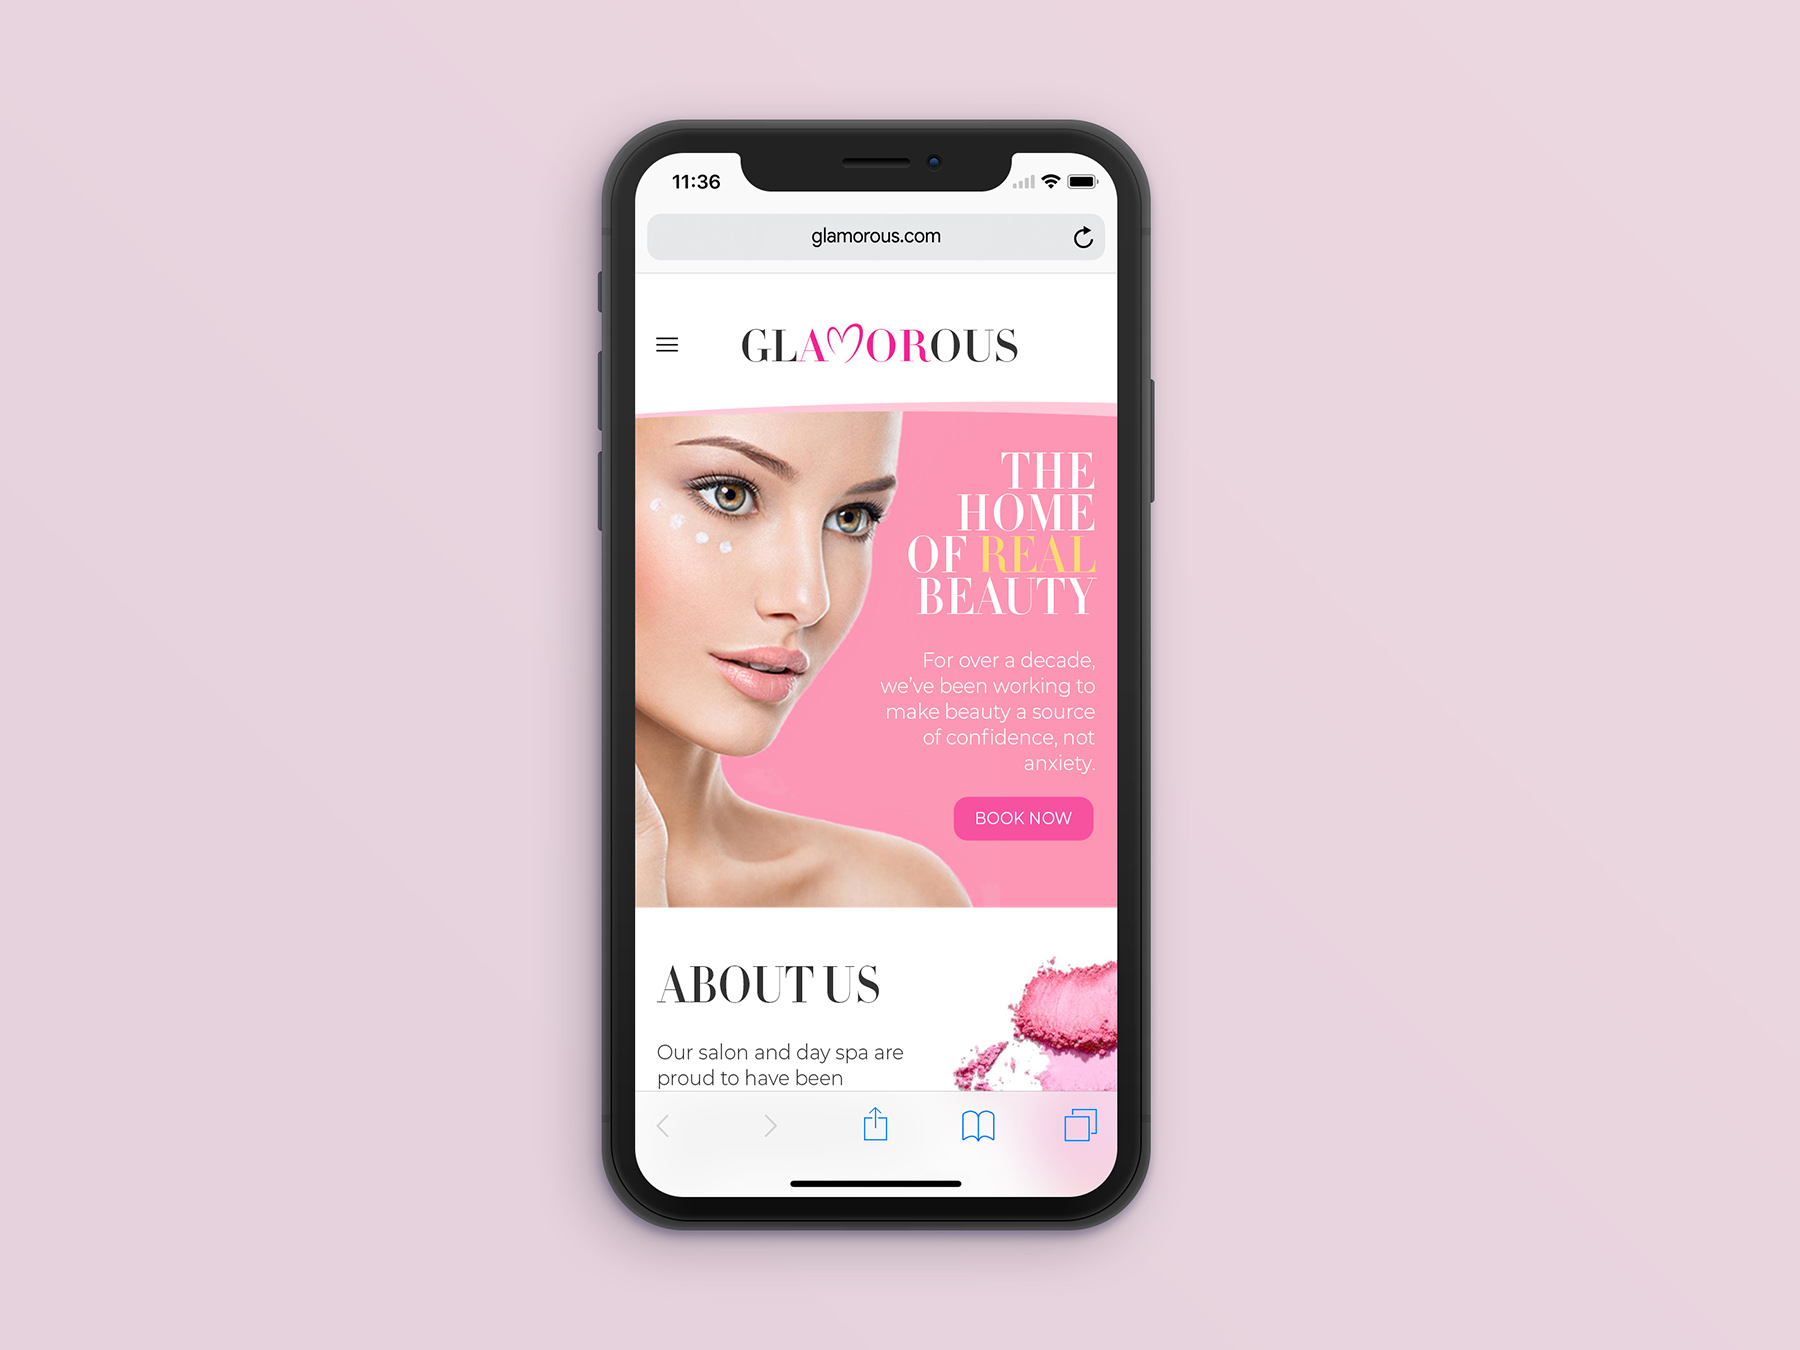 11:36
glamorous.com
GLAMOROUS
THE
HOME
OF REAL
BEAUTY
For over a decade,
we've been working to
make beauty a source
of confidence, not
anxiety.
BOOK NOW
ABOUT US
Our salon and day spa are
proud to have been